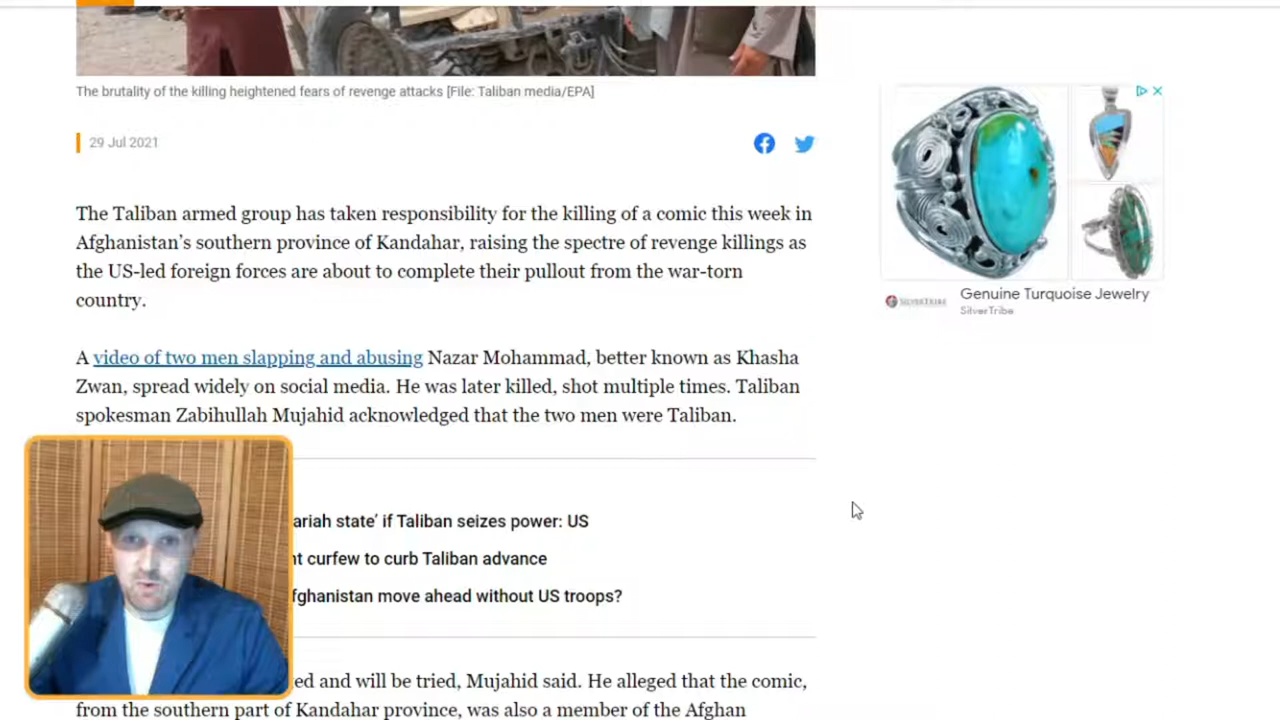 The brutality of the killing heightened fears of revenge attacks [File: Taliban media/EPA]
29 Jul 2021
The Taliban armed group has taken responsibility for the killing of a comic this week in
Afghanistan’s southern province of Kandahar, raising the spectre of revenge killings as
the US-led foreign forces are about to complete their pullout from the war-torn
country.
A video of two men slapping and abusing Nazar Mohammad, better known as Khasha
Zwan, spread widely on social media. He was later killed, shot multiple times. Taliban
spokesman Zabihullah Mujahid acknowledged that the two men were Taliban.
ariah state’ if Taliban seizes power: US
nt curfew to curb Taliban advance
fghanistan move ahead without US troops?
ed and will be tried, Mujahid said. He alleged that the comic,
from the southern part of Kandahar province, was also a member of the Afghan
Genuine Turquoise Jewelry
SILVERTRIBE
SilverTribe